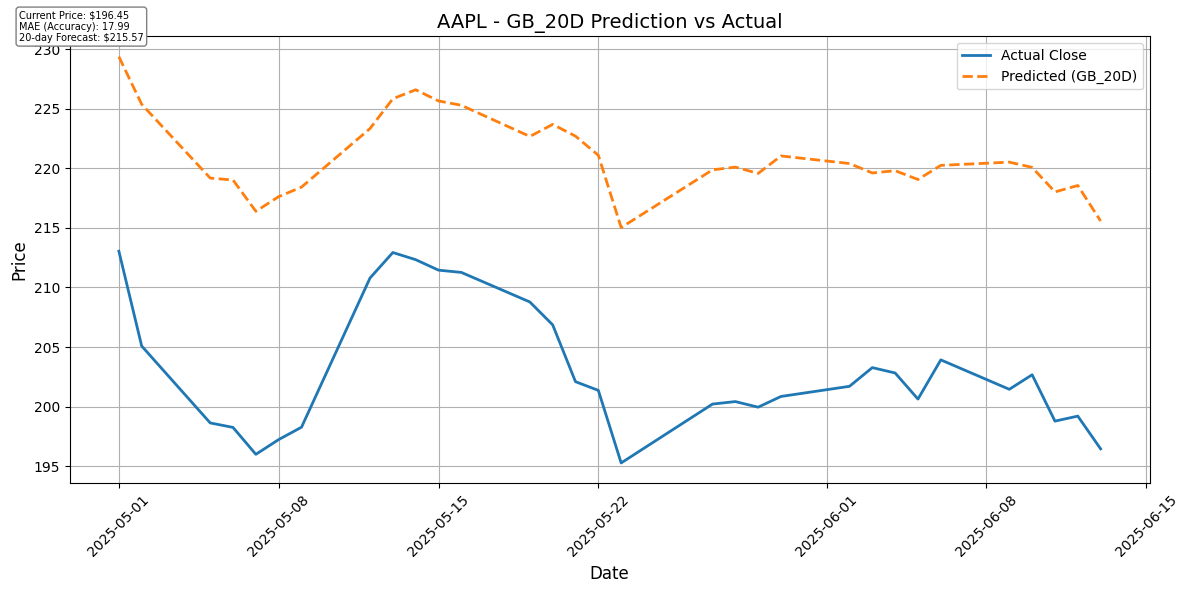 AAPL - GB_20D Prediction vs Actual
Current Price: $196.45
MAE (Accuracy): 17.99
20-day Forecast: $215.57
Actual Close
Predicted (GB_20D)
Price
230
225
220
215
210
205
200
195
2025-05-01
2025-05-08
2025-05-15
2025-05-22
2025-06-01
2025-06-08
2025-06-15
Date